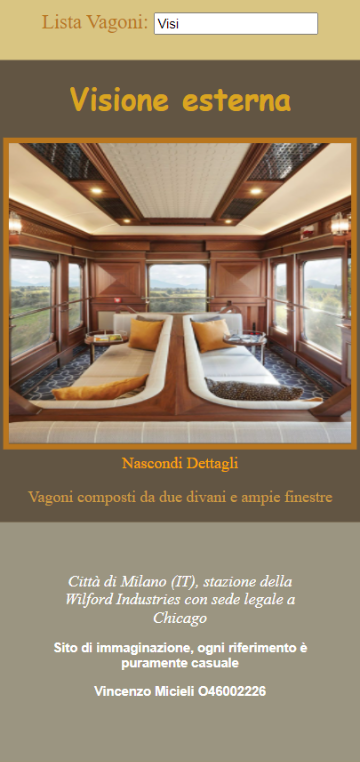 Lista Vagoni: Visi
Visione esterna
Nascondi Dettagli
Vagoni composti da due divani e ampie finestre
Città di Milano (IT), stazione della
Wilford Industries con sede legale a
Chicago
Sito di immaginazione, ogni riferimento è
puramente casuale
Vincenzo Micieli O46002226